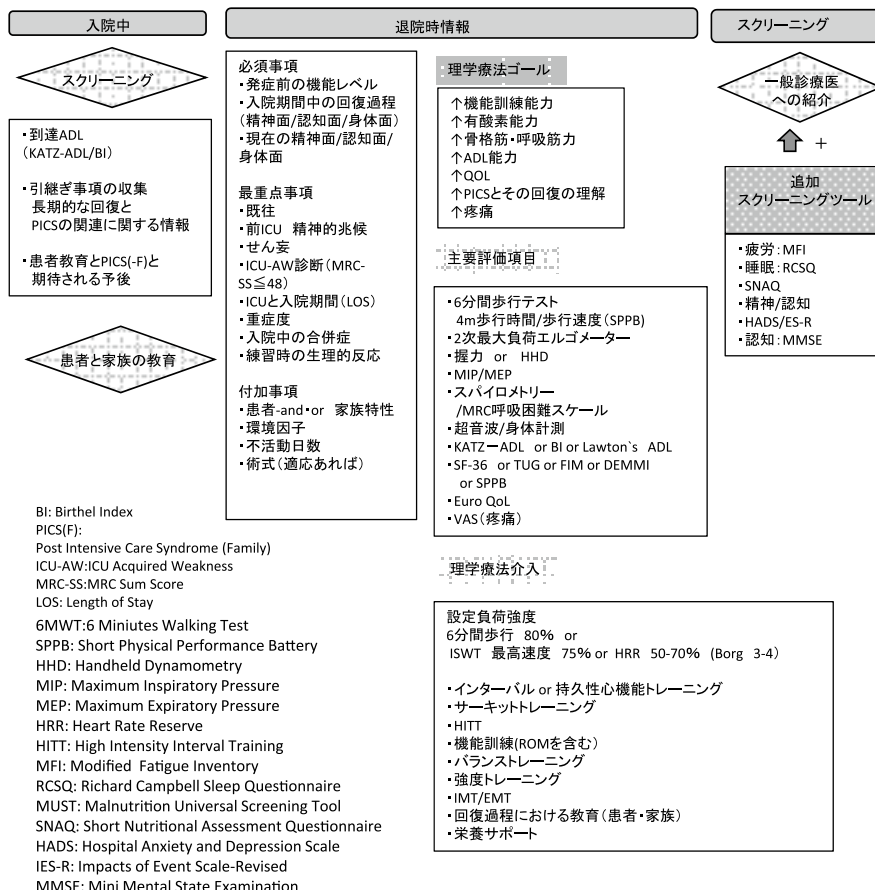 入院中
スクリーニング
・到達ADL
（KATZ-ADL/BI）
・引継ぎ事項の収集
長期的な回復と
PICSの関連に関する情報
・患者教育とPICS(-F)と
期待される予後
患者と家族の教育
退院時情報
必須事項
・発症前の機能レベル
・入院期間中の回復過程
（精神面/認知面/身体面）
・現在の精神面/認知面/
身体面
最重点事項
・既往
・前ICU 精神的兆候
・せん妄
・ICU-AW診断（MRC-
SS≦48）
・ICUと入院期間（LOS）
・重症度
・入院中の合併症
・練習時の生理的反応
付加事項
・患者-and・or 家族特性
・環境因子
・不活動日数
・術式（適応あれば）
理学療法ゴール
↑機能訓練能力
↑有酸素能力
↑骨格筋・呼吸筋力
↑ADL能力
↑QOL
↑PICSとその回復の理解
↑疼痛
主要評価項目
・6分間歩行テスト
4m歩行時間/歩行速度（SPPB）
・2次最大負荷エルゴメーター
・握力 or HHD
・MIP/MEP
・スパイロメトリー
/MRC呼吸困難スケール
・超音波/身体計測
・KATZーADL or BI or Lawton`s ADL
・SF-36 or TUG or FIM or DEMMI
or SPPB
・Euro QoL
・VAS（疼痛）
理学療法介入
設定負荷強度
6分間歩行 80% or
ISWT 最高速度 75% or HRR 50-70% (Borg 3-4)
・インターバル or 持久性心機能トレーニング
・サーキットトレーニング
・HITT
・機能訓練(ROMを含む）
・バランストレーニング
・強度トレーニング
・IMT/EMT
・回復過程における教育（患者・家族）
・栄養サポート
スクリーニング
一般診療医
への紹介
+
追加
スクリーニングツール
・疲労：MFI
・睡眠：RCSQ
・SNAQ
・精神/認知
・HADS/ES-R
・認知：MMSE
BI: Birthel Index
PICS(F):
Post Intensive Care Syndrome (Family)
ICU-AW:ICU Acquired Weakness
MRC-SS:MRC Sum Score
LOS: Length of Stay
6MWT:6 Miniutes Walking Test
SPPB: Short Physical Performance Battery
HHD: Handheld Dynamometry
MIP: Maximum Inspiratory Pressure
MEP: Maximum Expiratory Pressure
HRR: Heart Rate Reserve
HITT: High Intensity Interval Training
MFI: Modified Fatigue Inventory
RCSQ: Richard Campbell Sleep Questionnaire
MUST: Malnutrition Universal Screening Tool
SNAQ: Short Nutritional Assessment Questionnaire
HADS: Hospital Anxiety and Depression Scale
IES-R: Impacts of Event Scale-Revised
MMSE: Mini Mental State Examination